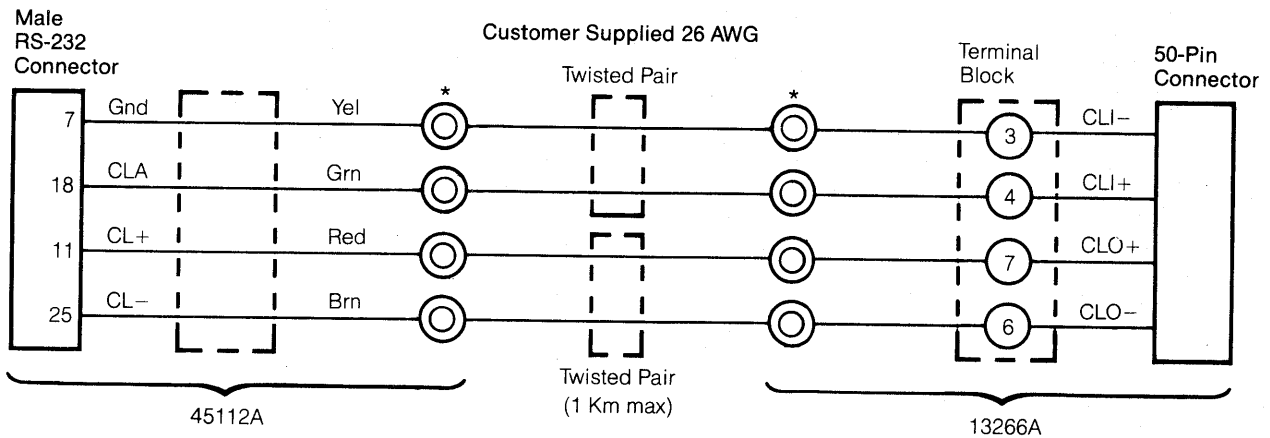 Male
RS-232
Connector
Customer Supplied 26 AWG
Twisted Pair
Terminal
Block
50-Pin
Connector
7 Gnd Yel * * 3 CLI−
18 CLA Grn 4 CLI+
11 CL+ Red 7 CLO+
25 CL− Brn 6 CLO−
Twisted Pair
(1 Km max)
45112A
13266A